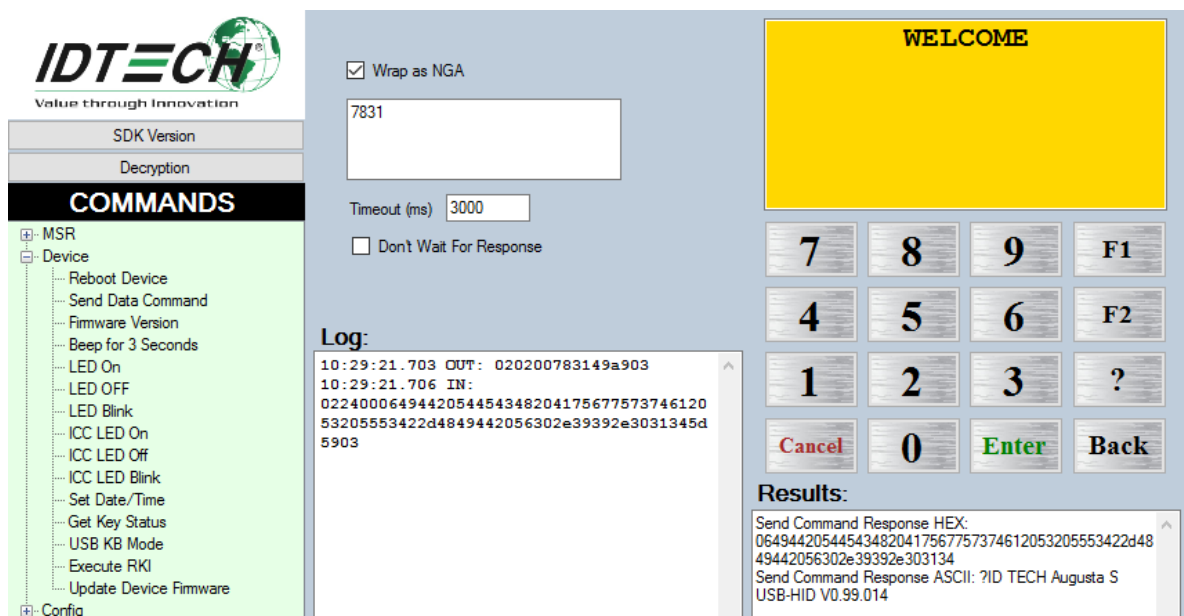 IDTECH®
Value through Innovation
SDK Version
Decryption
COMMANDS
MSR
Device
Reboot Device
Send Data Command
Firmware Version
Beep for 3 Seconds
LED On
LED OFF
LED Blink
ICC LED On
ICC LED Off
ICC LED Blink
Set Date/Time
Get Key Status
USB KB Mode
Execute RKI
Update Device Firmware
Config
Wrap as NGA
7831
Timeout (ms) 3000
Don't Wait For Response
Log:
10:29:21.703 OUT: 020200783149a903
10:29:21.706 IN:
0224000649442054454348204175677573746120
53205553422d4849442056302e39392e3031345d
5903
WELCOME
7 8 9 F1
4 5 6 F2
1 2 3 ?
Cancel 0 Enter Back
Results:
Send Command Response HEX:
064944205445434820417567757374612053205553422d48
49442056302e39392e303134
Send Command Response ASCII: ?ID TECH Augusta S
USB-HID V0.99.014